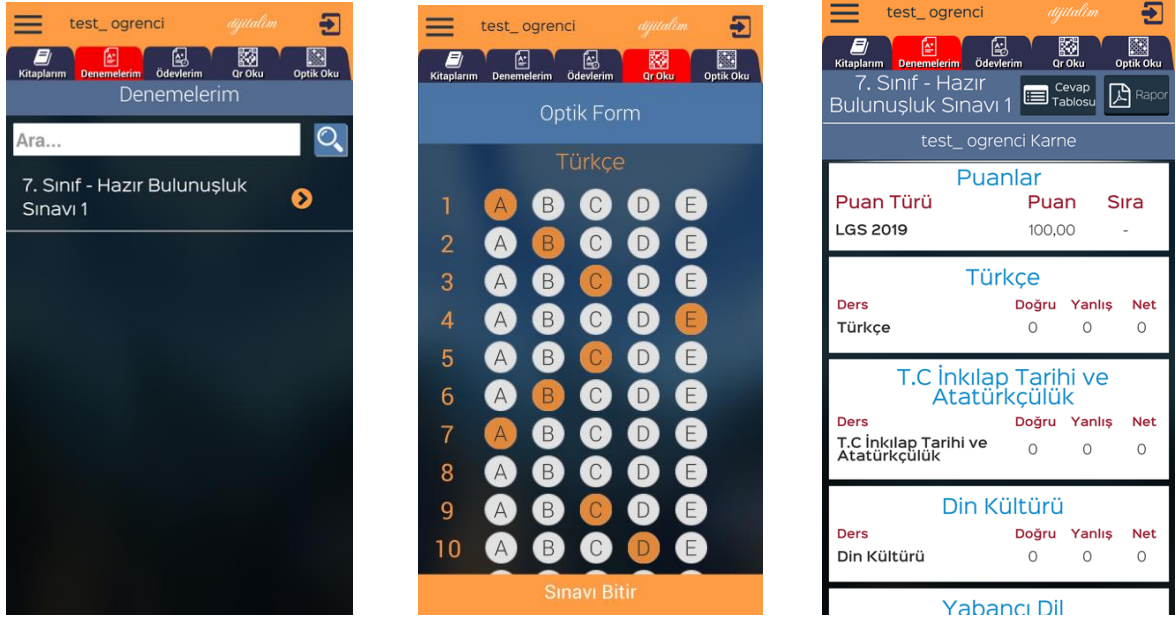 test_ ogrenci dijitalim
Kitaplarım Denemelerim Ödevlerim Qr Oku Optik Oku
Denemelerim
Ara...
7. Sınıf - Hazır Bulunuşluk
Sınavı 1
test_ ogrenci dijitalim
Kitaplarım Denemelerim Ödevlerim Qr Oku Optik Oku
Optik Form
Türkçe
1 A B C D E
2 A B C D E
3 A B C D E
4 A B C D E
5 A B C D E
6 A B C D E
7 A B C D E
8 A B C D E
9 A B C D E
10 A B C D E
Sınavı Bitir
test_ ogrenci dijitalim
Kitaplarım Denemelerim Ödevlerim Qr Oku Optik Oku
7. Sınıf - Hazır
Bulunuşluk Sınavı 1
Cevap
Tablosu
Rapor
test_ ogrenci Karne
Puanlar
Puan Türü Puan Sıra
LGS 2019 100,00 -
Türkçe
Ders Doğru Yanlış Net
Türkçe 0 0 0
T.C İnkılap Tarihi ve
Atatürkçülük
Ders Doğru Yanlış Net
T.C İnkılap Tarihi ve
Atatürkçülük 0 0 0
Din Kültürü
Ders Doğru Yanlış Net
Din Kültürü 0 0 0
Yabancı Dil